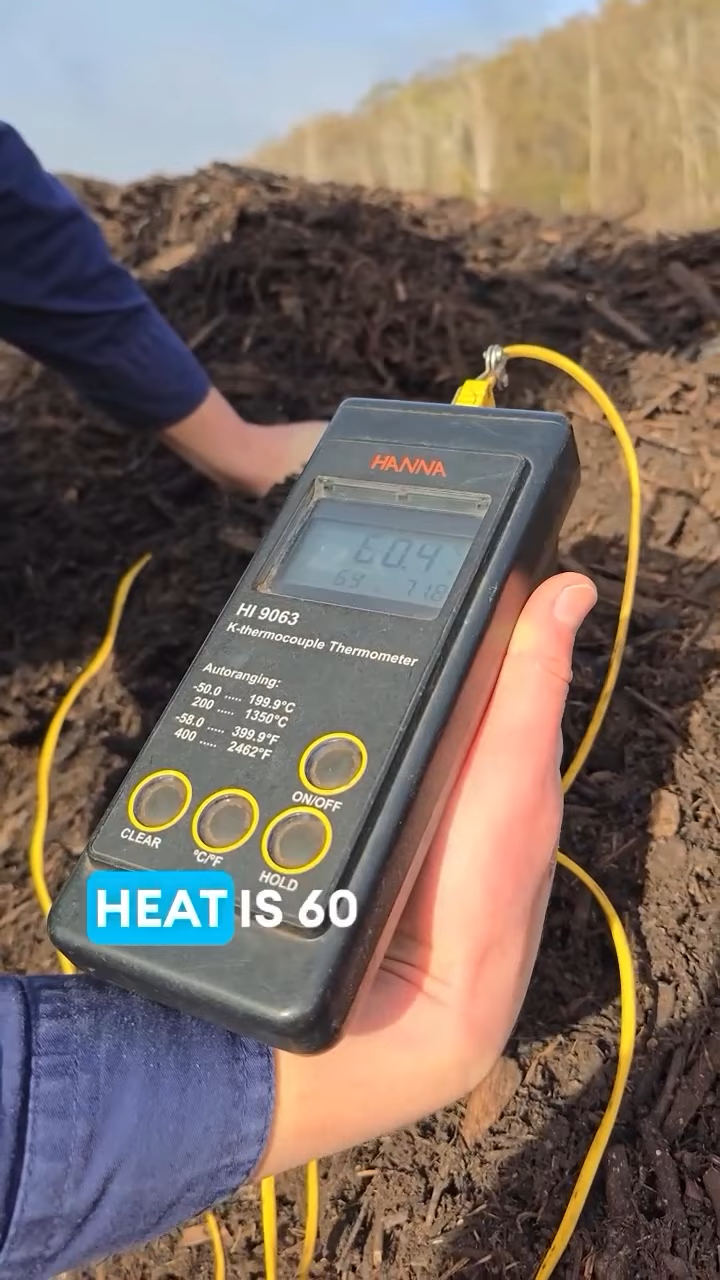 HANNA
60.4
71.8
HI 9063
K-thermocouple Thermometer
Autoranging:
-50.0 ..... 199.9°C
200 ..... 1350°C
-58.0 ..... 399.9°F
400 ..... 2462°F
ON/OFF
CLEAR
°C/°F
HOLD
HEAT IS 60